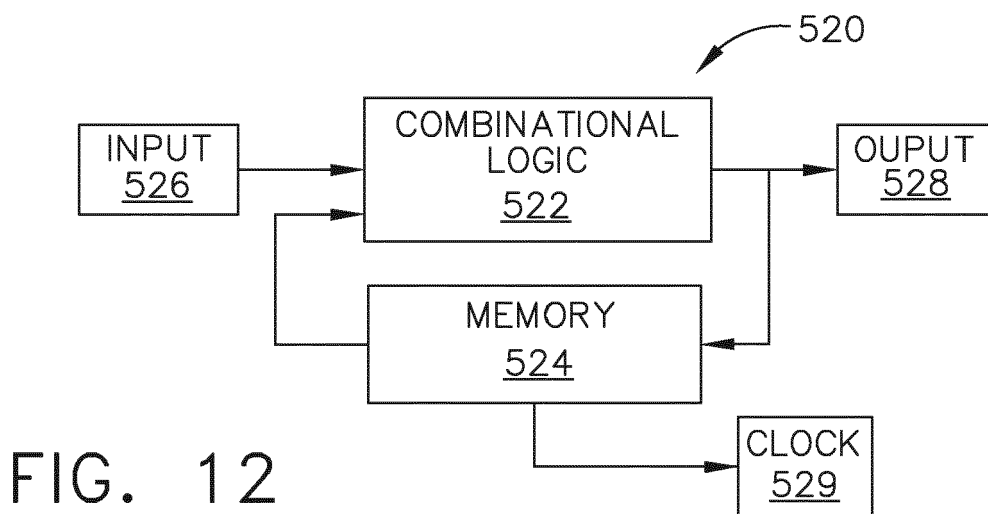 520
COMBINATIONAL
LOGIC
522
INPUT
526
OUPUT
528
MEMORY
524
CLOCK
529
FIG. 12